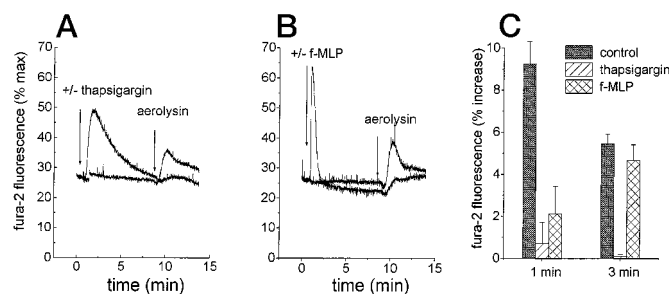 A
fura-2 fluorescence (% max)
70
60
50
40
30
20
10
0
+/- thapsigargin
aerolysin
0
5
10
15
time (min)
B
70
60
50
40
30
20
10
0
+/- f-MLP
aerolysin
0
5
10
15
time (min)
C
fura-2 fluorescence (% increase)
10
8
6
4
2
0
control
thapsigargin
f-MLP
1 min
3 min